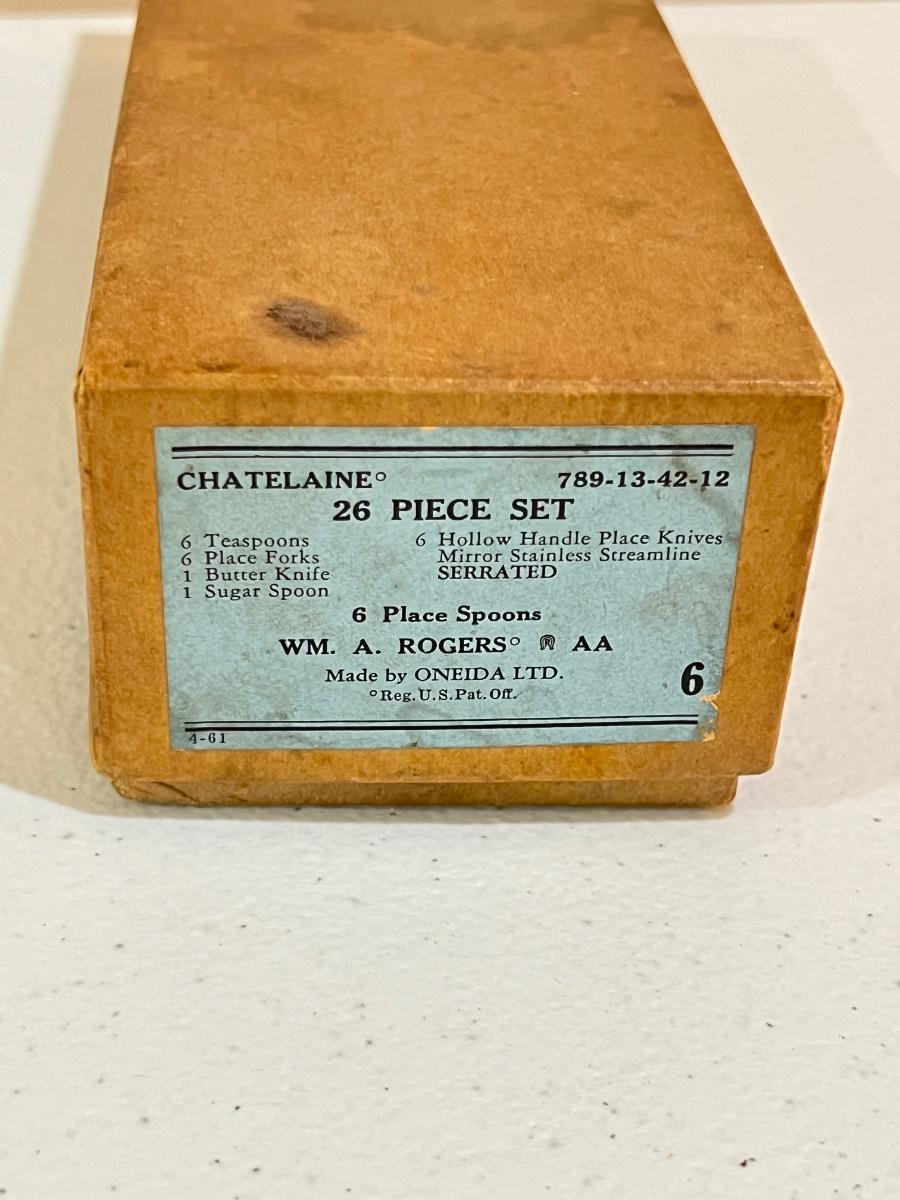 CHATELAINE° 789-13-42-12
26 PIECE SET
6 Teaspoons 6 Hollow Handle Place Knives
6 Place Forks Mirror Stainless Streamline
1 Butter Knife SERRATED
1 Sugar Spoon
6 Place Spoons
WM. A. ROGERS° ® AA
Made by ONEIDA LTD.
°Reg. U.S. Pat. Off.
6
4-61